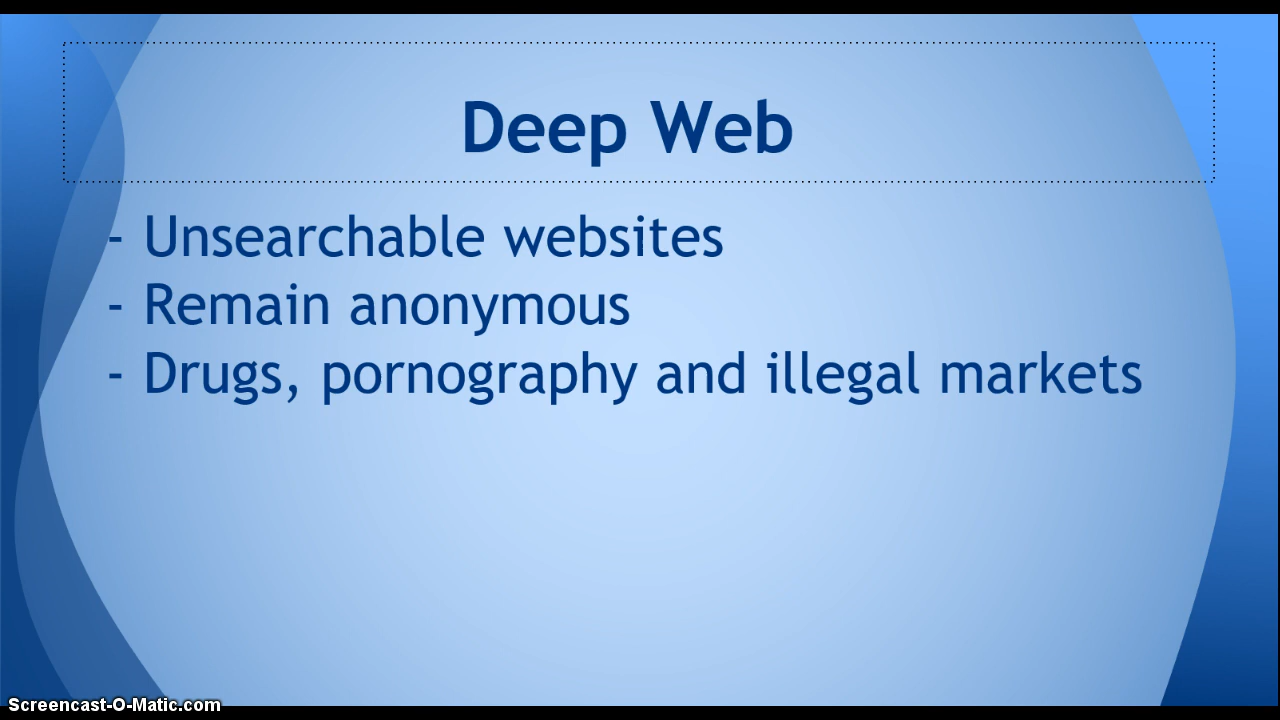 Deep Web
- Unsearchable websites
- Remain anonymous
- Drugs, pornography and illegal markets
Screencast-O-Matic.com